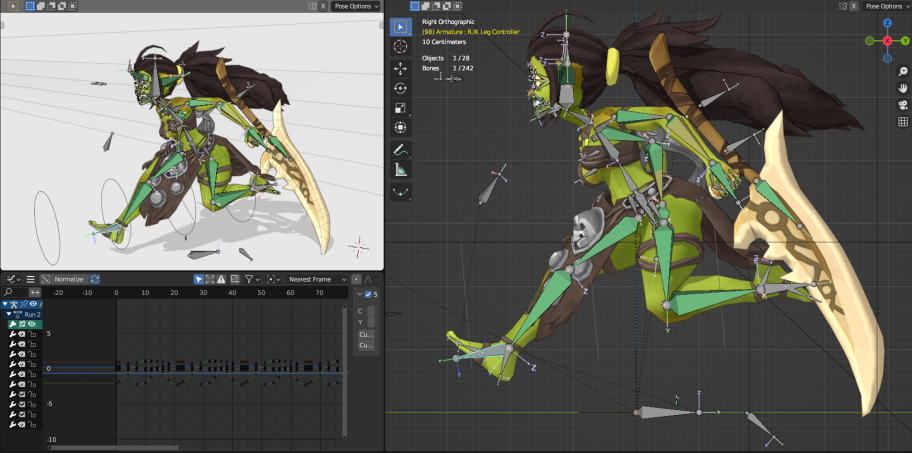 Pose Options
Pose Options
Right Orthographic
(98) Armature : R.IK Leg Controller
10 Centimeters
Objects 1/28
Bones 1/242
Z
X
Y
Normalize
Nearest Frame
-20 -10 0 10 20 30 40 50 60 70
Run 2
5
0
-5
-10
5
C
Y
Cu...
Cu...